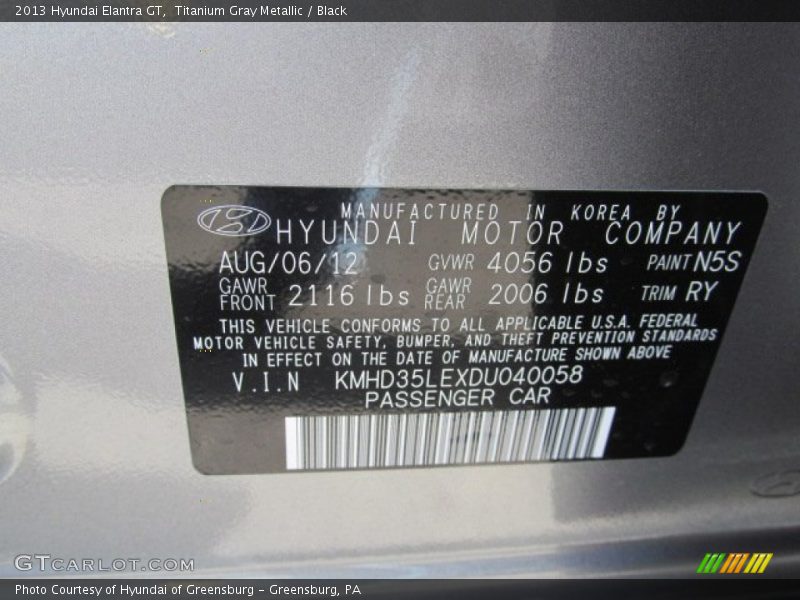 2013 Hyundai Elantra GT,  Titanium Gray Metallic / Black
MANUFACTURED IN KOREA BY
HYUNDAI MOTOR COMPANY
AUG/06/12 GVWR 4056 lbs PAINT N5S
GAWR FRONT 2116 lbs GAWR REAR 2006 lbs TRIM RY
THIS VEHICLE CONFORMS TO ALL APPLICABLE U.S.A. FEDERAL
MOTOR VEHICLE SAFETY, BUMPER, AND THEFT PREVENTION STANDARDS
IN EFFECT ON THE DATE OF MANUFACTURE SHOWN ABOVE
V.I.N KMHD35LEXDU040058
PASSENGER CAR
GTCARLOT.COM
Photo Courtesy of Hyundai of Greensburg - Greensburg, PA